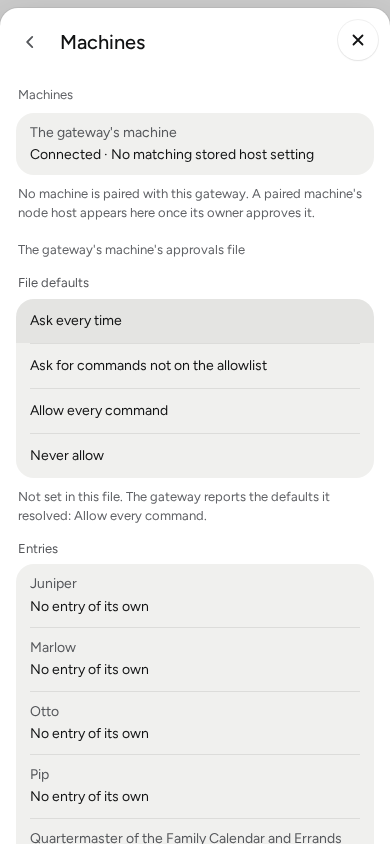 Machines
Machines
The gateway's machine
Connected · No matching stored host setting
No machine is paired with this gateway. A paired machine's
node host appears here once its owner approves it.
The gateway's machine's approvals file
File defaults
Ask every time
Ask for commands not on the allowlist
Allow every command
Never allow
Not set in this file. The gateway reports the defaults it
resolved: Allow every command.
Entries
Juniper
No entry of its own
Marlow
No entry of its own
Otto
No entry of its own
Pip
No entry of its own
Quartermaster of the Family Calendar and Errands